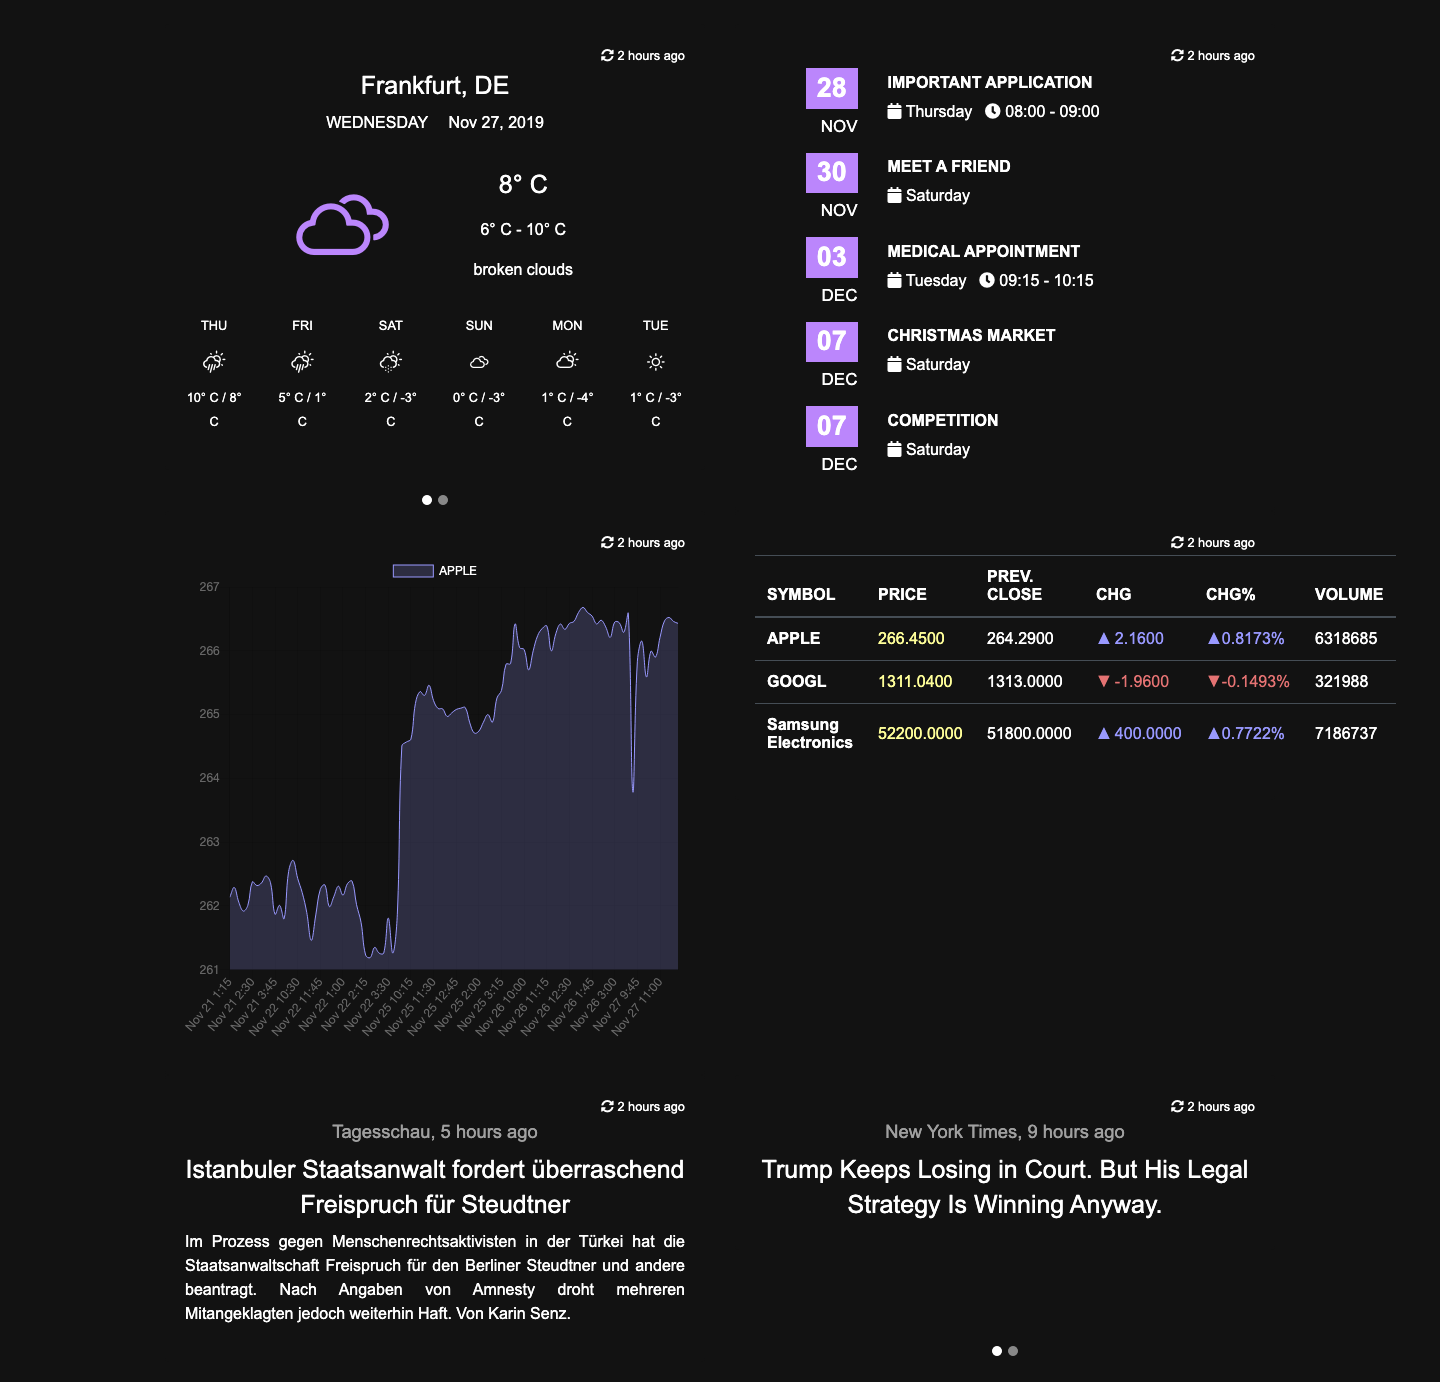 2 hours ago
Frankfurt, DE
WEDNESDAY Nov 27, 2019
8° C
6° C - 10° C
broken clouds
THU FRI SAT SUN MON TUE
10° C / 8° C 5° C / 1° C 2° C / -3° C 0° C / -3° C 1° C / -4° C 1° C / -3° C
2 hours ago
28 NOV
IMPORTANT APPLICATION
Thursday 08:00 - 09:00
30 NOV
MEET A FRIEND
Saturday
03 DEC
MEDICAL APPOINTMENT
Tuesday 09:15 - 10:15
07 DEC
CHRISTMAS MARKET
Saturday
07 DEC
COMPETITION
Saturday
2 hours ago
APPLE
267
266
265
264
263
262
261
Nov 21 1:15
Nov 21 2:30
Nov 21 3:45
Nov 22 10:30
Nov 22 11:45
Nov 22 1:00
Nov 22 2:15
Nov 22 3:30
Nov 25 10:15
Nov 25 11:30
Nov 25 12:45
Nov 25 2:00
Nov 25 3:15
Nov 26 10:00
Nov 26 11:15
Nov 26 12:30
Nov 26 1:45
Nov 26 3:00
Nov 27 9:45
Nov 27 11:00
2 hours ago
SYMBOL PRICE PREV. CLOSE CHG CHG% VOLUME
APPLE 266.4500 264.2900 ▲ 2.1600 ▲0.8173% 6318685
GOOGL 1311.0400 1313.0000 ▼ -1.9600 ▼-0.1493% 321988
Samsung Electronics 52200.0000 51800.0000 ▲ 400.0000 ▲0.7722% 7186737
2 hours ago
Tagesschau, 5 hours ago
Istanbuler Staatsanwalt fordert überraschend
Freispruch für Steudtner
Im Prozess gegen Menschenrechtsaktivisten in der Türkei hat die
Staatsanwaltschaft Freispruch für den Berliner Steudtner und andere
beantragt. Nach Angaben von Amnesty droht mehreren
Mitangeklagten jedoch weiterhin Haft. Von Karin Senz.
2 hours ago
New York Times, 9 hours ago
Trump Keeps Losing in Court. But His Legal
Strategy Is Winning Anyway.